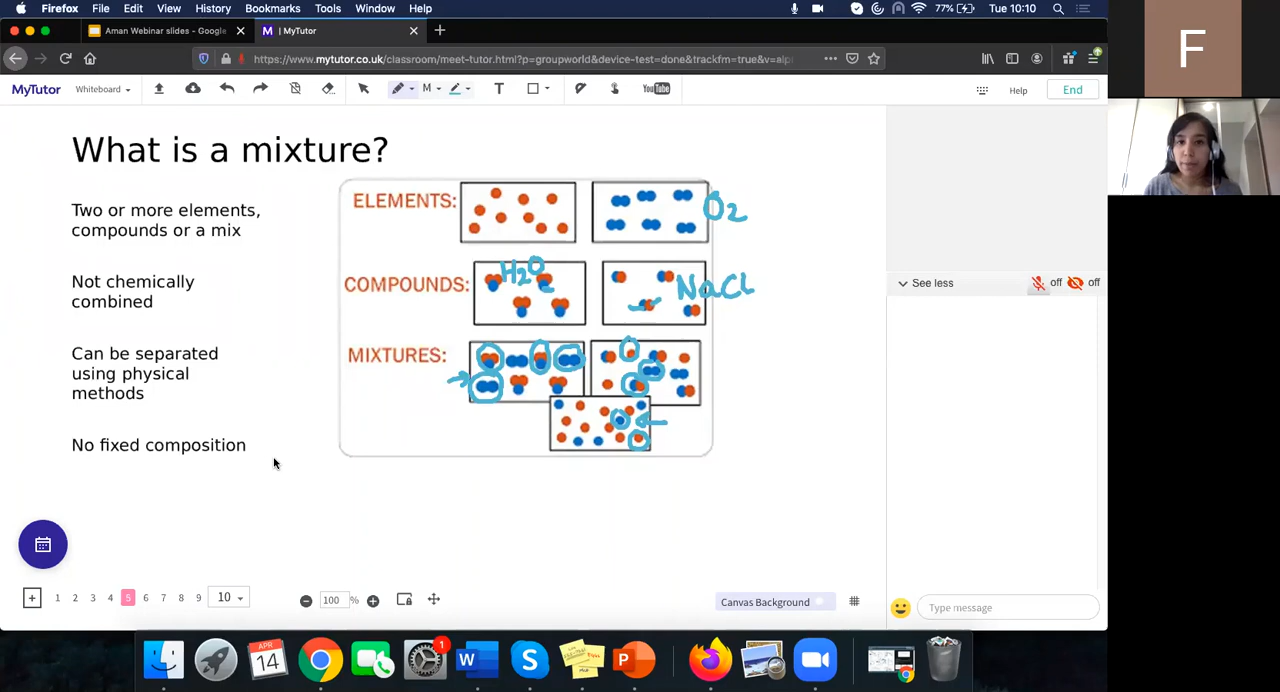 Firefox File Edit View History Bookmarks Tools Window Help 77% Tue 10:10
Aman Webinar slides - Google | MyTutor
https://www.mytutor.co.uk/classroom/meet-tutor.html?p=groupworld&device-test=done&trackfm=true&v=alp
MyTutor Whiteboard M T YouTube Help End
F
What is a mixture?
Two or more elements,
compounds or a mix
Not chemically
combined
Can be separated
using physical
methods
No fixed composition
ELEMENTS:
O2
COMPOUNDS:
H2O
NaCl
MIXTURES:
See less off off
1 2 3 4 5 6 7 8 9 10 100 %
Canvas Background
Type message
APR
14
1
W
S
P